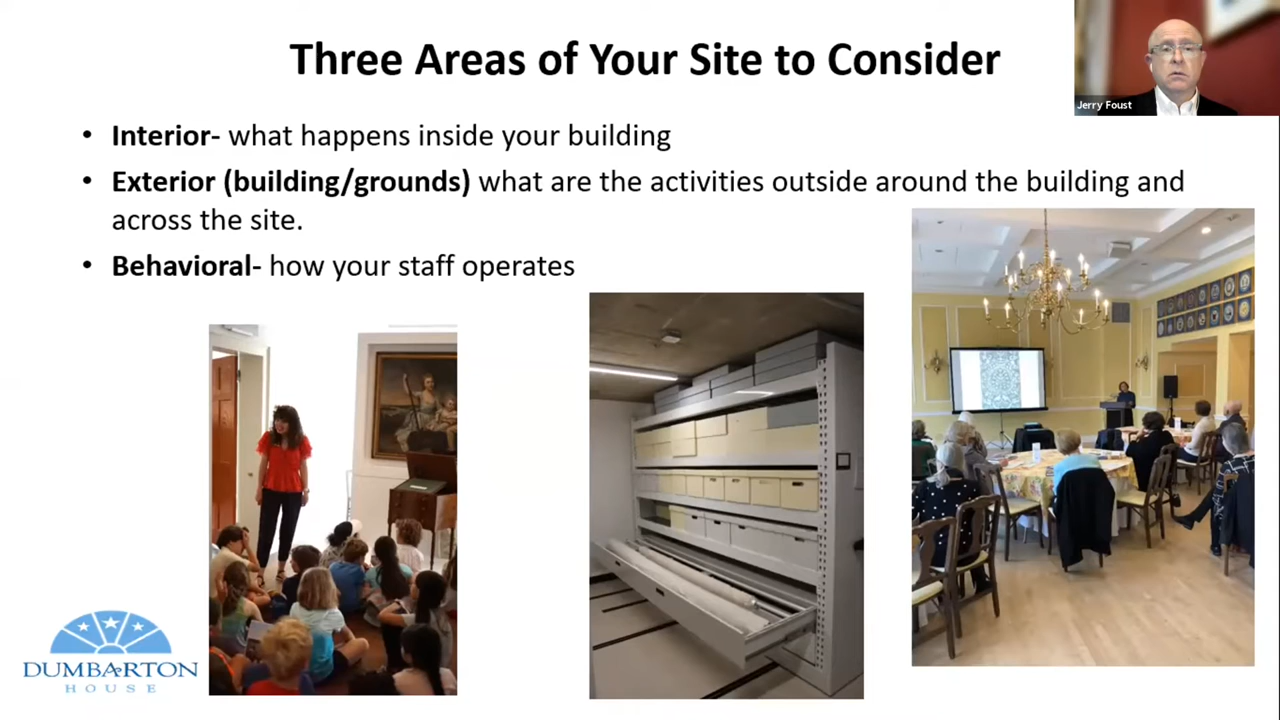 Three Areas of Your Site to Consider
Jerry Foust
• Interior- what happens inside your building
• Exterior (building/grounds) what are the activities outside around the building and
across the site.
• Behavioral- how your staff operates
DUMBARTON
HOUSE